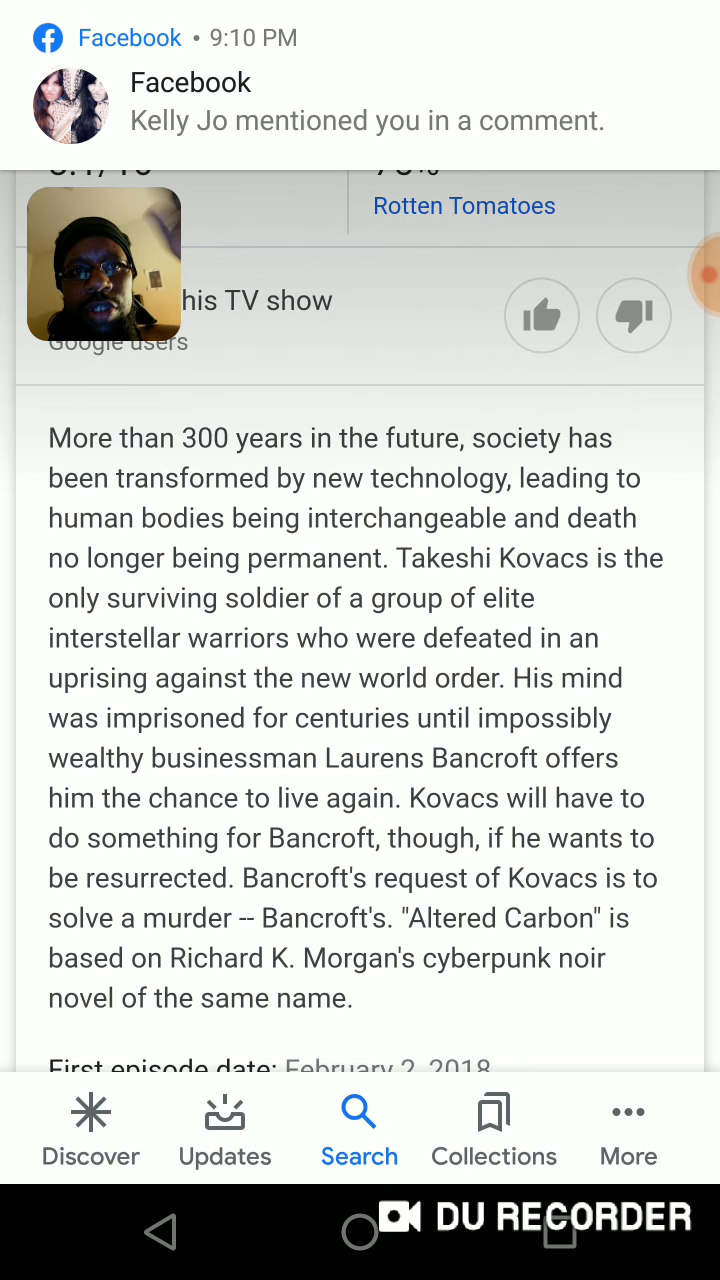 Facebook • 9:10 PM
Facebook
Kelly Jo mentioned you in a comment.
Rotten Tomatoes
his TV show
Google users
More than 300 years in the future, society has
been transformed by new technology, leading to
human bodies being interchangeable and death
no longer being permanent. Takeshi Kovacs is the
only surviving soldier of a group of elite
interstellar warriors who were defeated in an
uprising against the new world order. His mind
was imprisoned for centuries until impossibly
wealthy businessman Laurens Bancroft offers
him the chance to live again. Kovacs will have to
do something for Bancroft, though, if he wants to
be resurrected. Bancroft's request of Kovacs is to
solve a murder -- Bancroft's. "Altered Carbon" is
based on Richard K. Morgan's cyberpunk noir
novel of the same name.
First episode date: February 2, 2018
Discover Updates Search Collections More
DU RECORDER